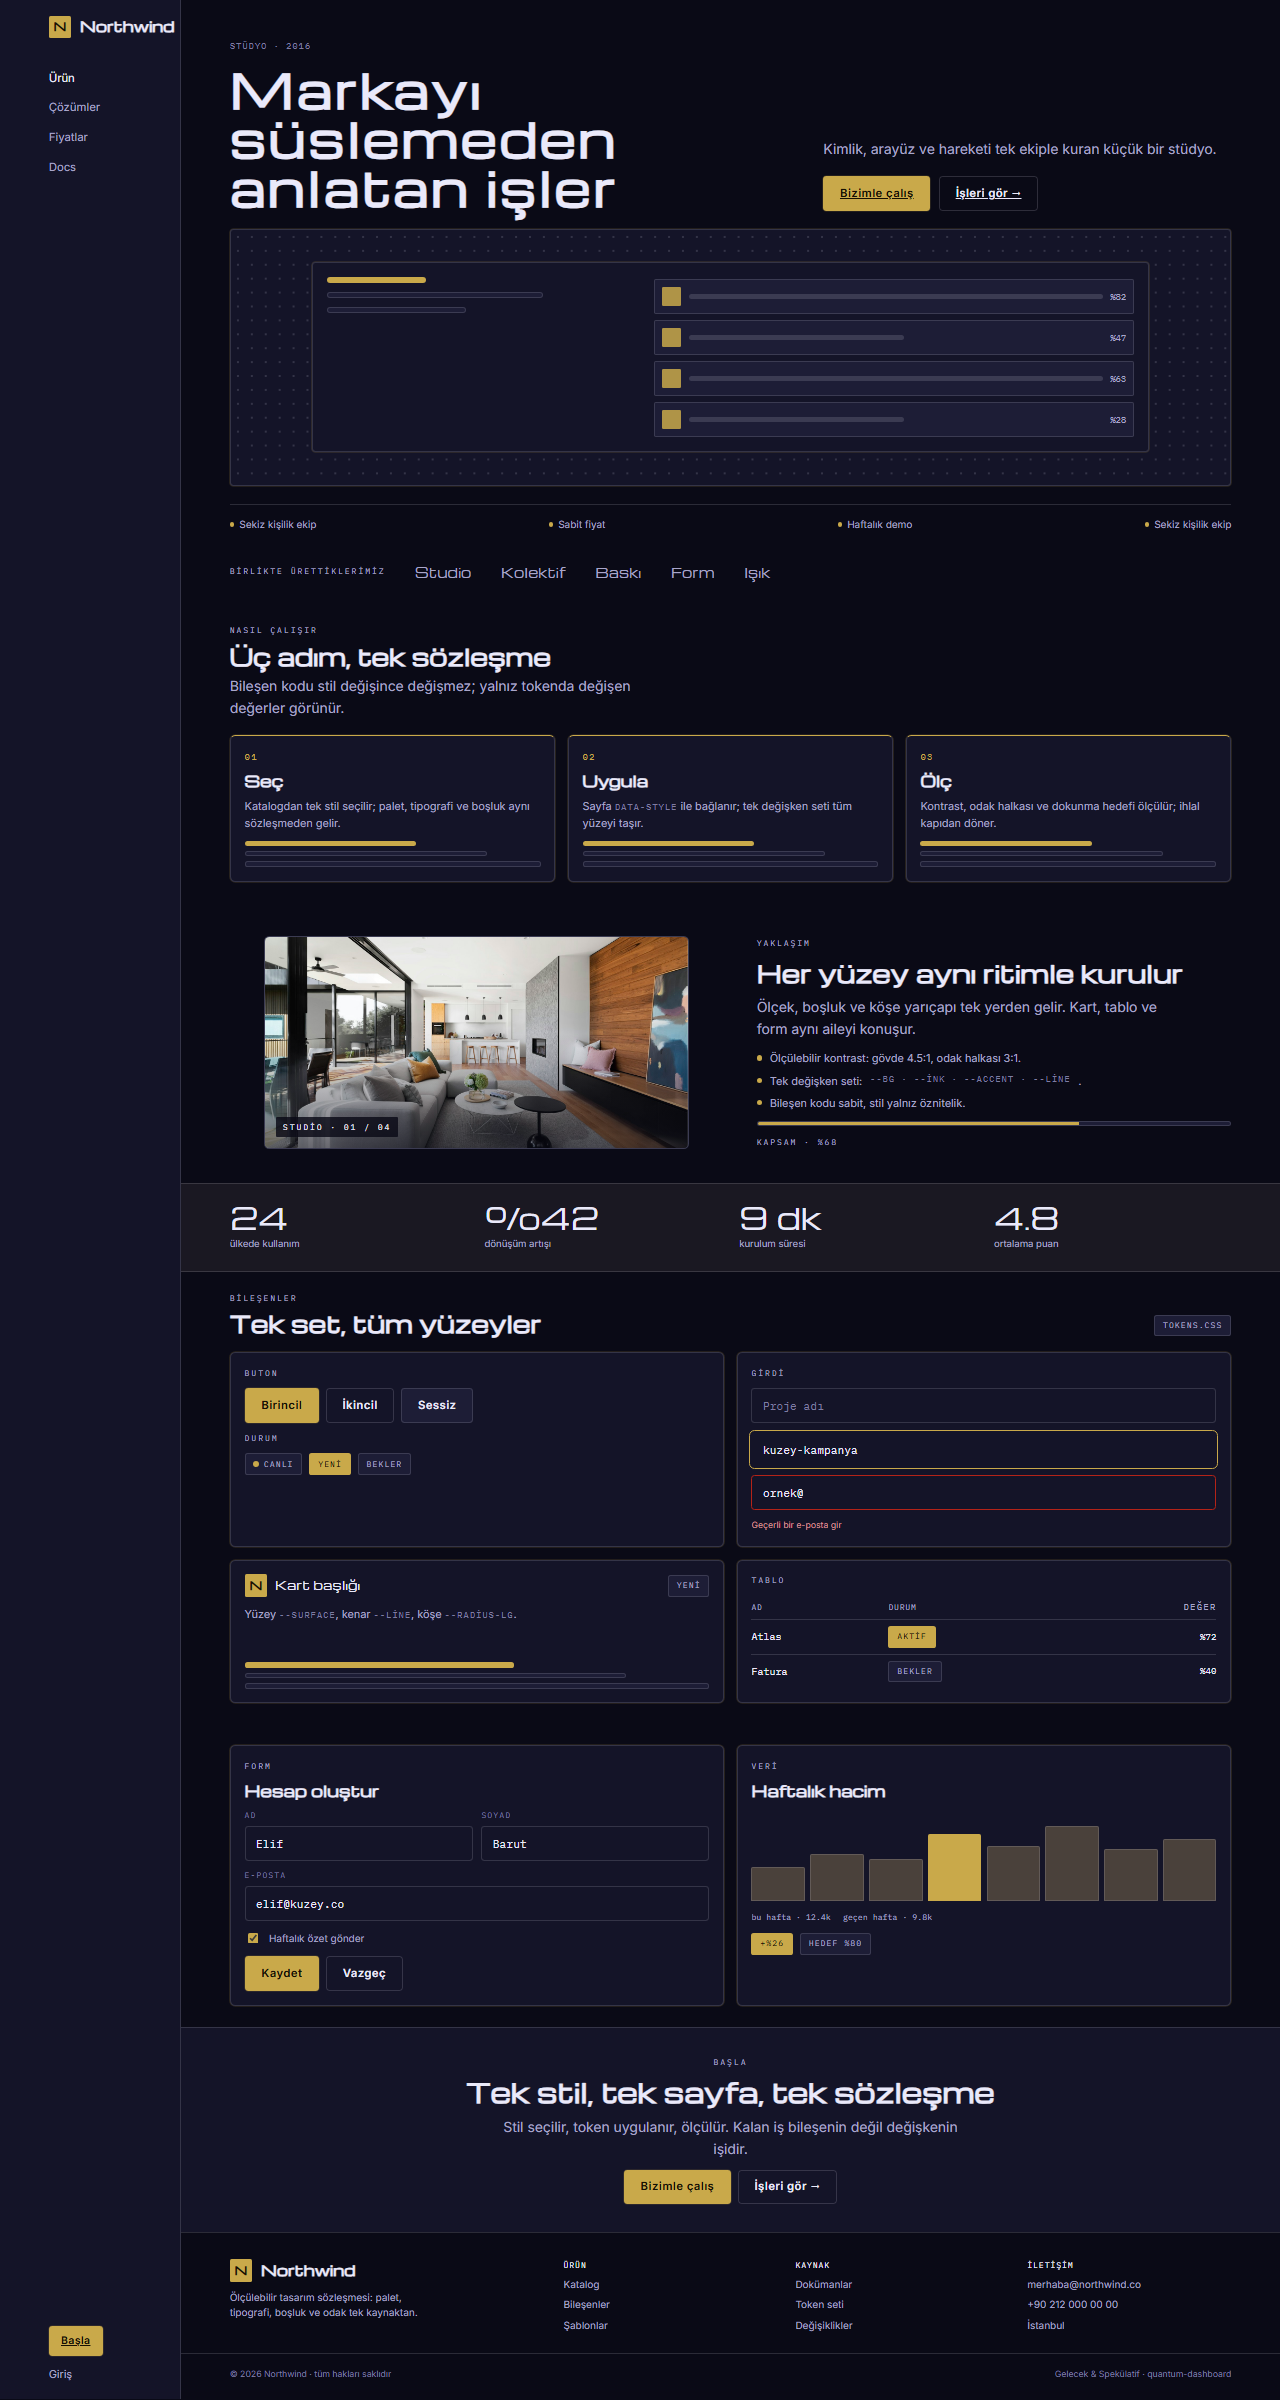 Northwind
Ürün
Çözümler
Fiyatlar
Docs
Başla
Giriş
STÜDYO · 2016
Markayı
süslemeden
anlatan işler
Kimlik, arayüz ve hareketi tek ekiple kuran küçük bir stüdyo.
Bizimle çalış
İşleri gör →
%82
%47
%63
%28
Sekiz kişilik ekip
Sabit fiyat
Haftalık demo
Sekiz kişilik ekip
BİRLİKTE ÜRETTİKLERİMİZ
Studio
Kolektif
Baskı
Form
Işık
NASIL ÇALIŞIR
Üç adım, tek sözleşme
Bileşen kodu stil değişince değişmez; yalnız tokenda değişen
değerler görünür.
01
Seç
Katalogdan tek stil seçilir; palet, tipografi ve boşluk aynı
sözleşmeden gelir.
02
Uygula
Sayfa DATA-STYLE ile bağlanır; tek değişken seti tüm
yüzeyi taşır.
03
Ölç
Kontrast, odak halkası ve dokunma hedefi ölçülür; ihlal
kapıdan döner.
STUDİO · 01 / 04
YAKLAŞIM
Her yüzey aynı ritimle kurulur
Ölçek, boşluk ve köşe yarıçapı tek yerden gelir. Kart, tablo ve
form aynı aileyi konuşur.
Ölçülebilir kontrast: gövde 4.5:1, odak halkası 3:1.
Tek değişken seti: --BG · --İNK · --ACCENT · --LİNE .
Bileşen kodu sabit, stil yalnız öznitelik.
KAPSAM · %68
24
ülkede kullanım
%42
dönüşüm artışı
9 dk
kurulum süresi
4.8
ortalama puan
BİLEŞENLER
Tek set, tüm yüzeyler
TOKENS.CSS
BUTON
Birincil
İkincil
Sessiz
DURUM
CANLI
YENİ
BEKLER
GİRDİ
Proje adı
kuzey-kampanya
ornek@
Geçerli bir e-posta gir
N
Kart başlığı
YENİ
Yüzey --SURFACE, kenar --LİNE, köşe --RADİUS-LG.
TABLO
AD
DURUM
DEĞER
Atlas
AKTİF
%72
Fatura
BEKLER
%40
FORM
Hesap oluştur
AD
SOYAD
Elif
Barut
E-POSTA
elif@kuzey.co
Haftalık özet gönder
Kaydet
Vazgeç
VERİ
Haftalık hacim
bu hafta · 12.4k
geçen hafta · 9.8k
+%26
HEDEF %80
BAŞLA
Tek stil, tek sayfa, tek sözleşme
Stil seçilir, token uygulanır, ölçülür. Kalan iş bileşenin değil değişkenin
işidir.
Bizimle çalış
İşleri gör →
N
Northwind
Ölçülebilir tasarım sözleşmesi: palet,
tipografi, boşluk ve odak tek kaynaktan.
ÜRÜN
Katalog
Bileşenler
Şablonlar
KAYNAK
Dokümanlar
Token seti
Değişiklikler
İLETİŞİM
merhaba@northwind.co
+90 212 000 00 00
İstanbul
© 2026 Northwind · tüm hakları saklıdır
Gelecek & Spekülatif · quantum-dashboard